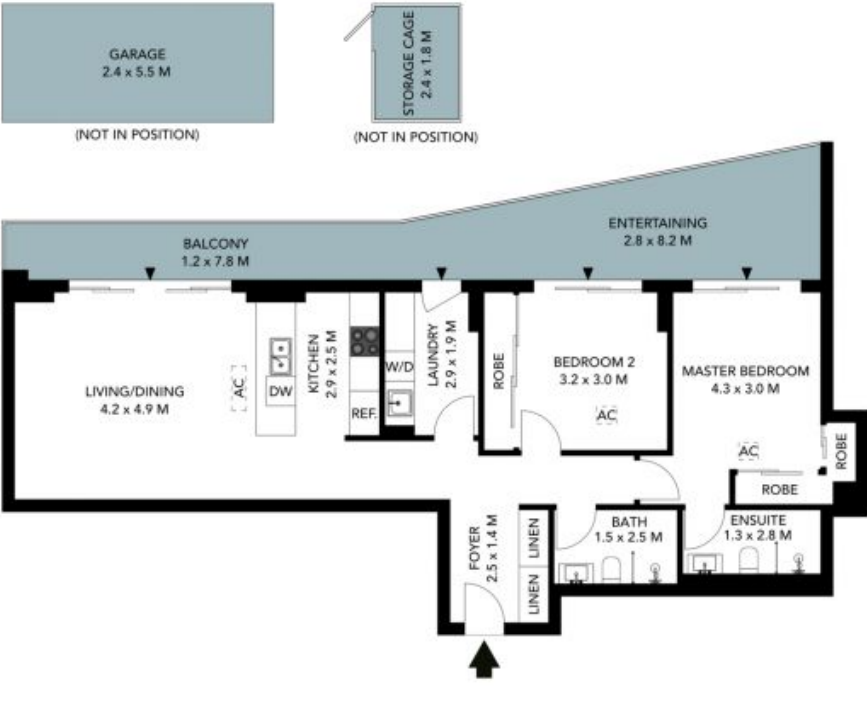 GARAGE
2.4 x 5.5 M
(NOT IN POSITION)
STORAGE CAGE
2.4 x 1.8 M
(NOT IN POSITION)
BALCONY
1.2 x 7.8 M
ENTERTAINING
2.8 x 8.2 M
LIVING/DINING
4.2 x 4.9 M
AC
DW
KITCHEN
2.9 x 2.5 M
REF.
W/D
LAUNDRY
2.9 x 1.9 M
ROBE
BEDROOM 2
3.2 x 3.0 M
AC
MASTER BEDROOM
4.3 x 3.0 M
AC
ROBE
ROBE
FOYER
2.5 x 1.4 M
LINEN
LINEN
BATH
1.5 x 2.5 M
ENSUITE
1.3 x 2.8 M